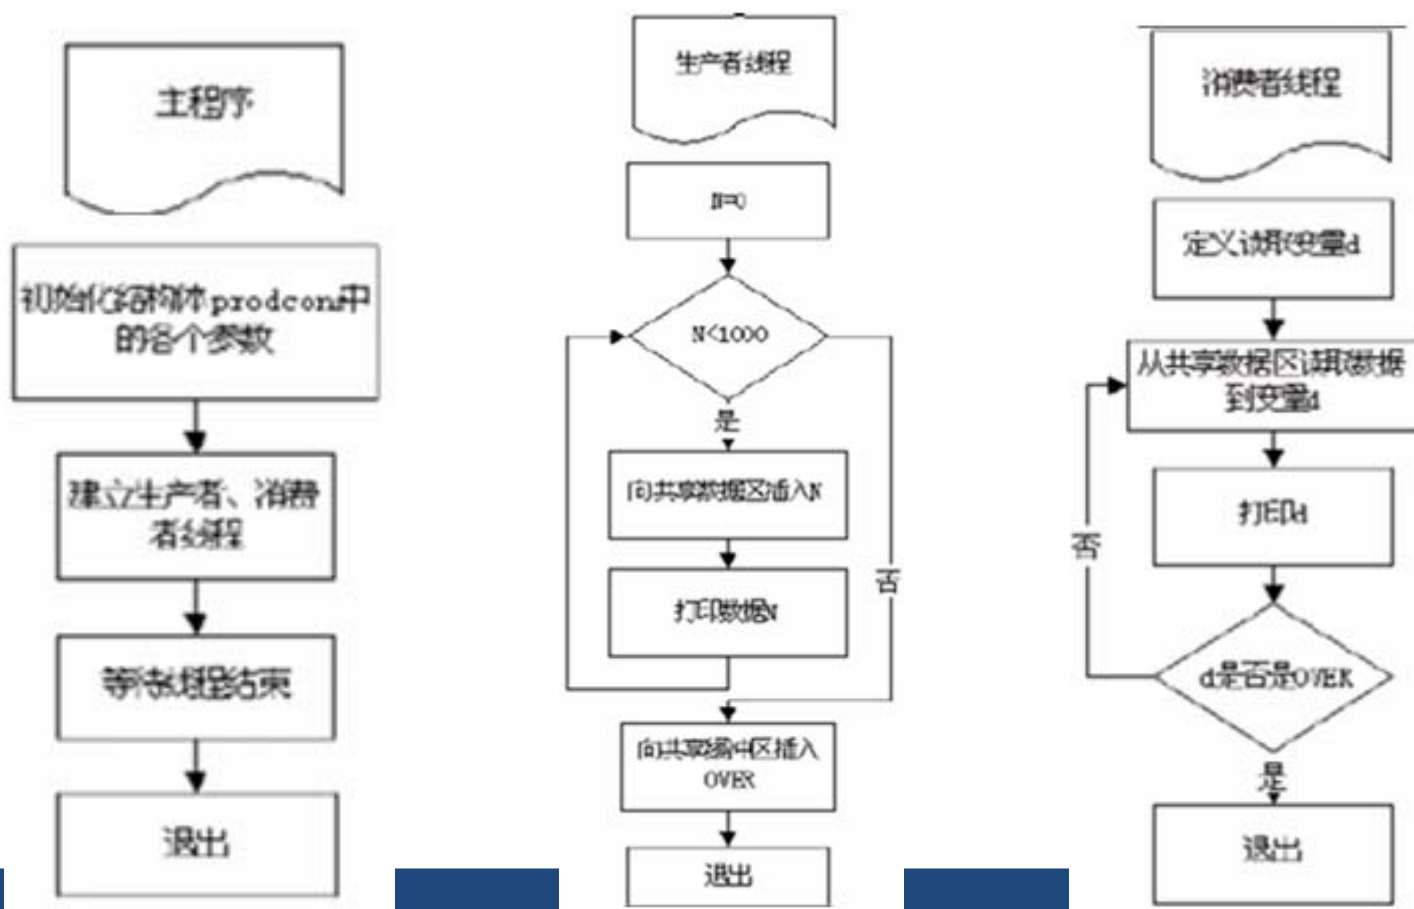 主程序
初始化结构体prodcons中
的各个参数
建立生产者、消费
者线程
等待线程结束
退出
生产者线程
N=0
N<1000
是
向共享数据区插入N
打印数据N
否
向共享缓冲区插入
OVER
退出
消费者线程
定义读取变量d
从共享数据区读取数据
到变量d
打印d
否
d是否是OVER
是
退出